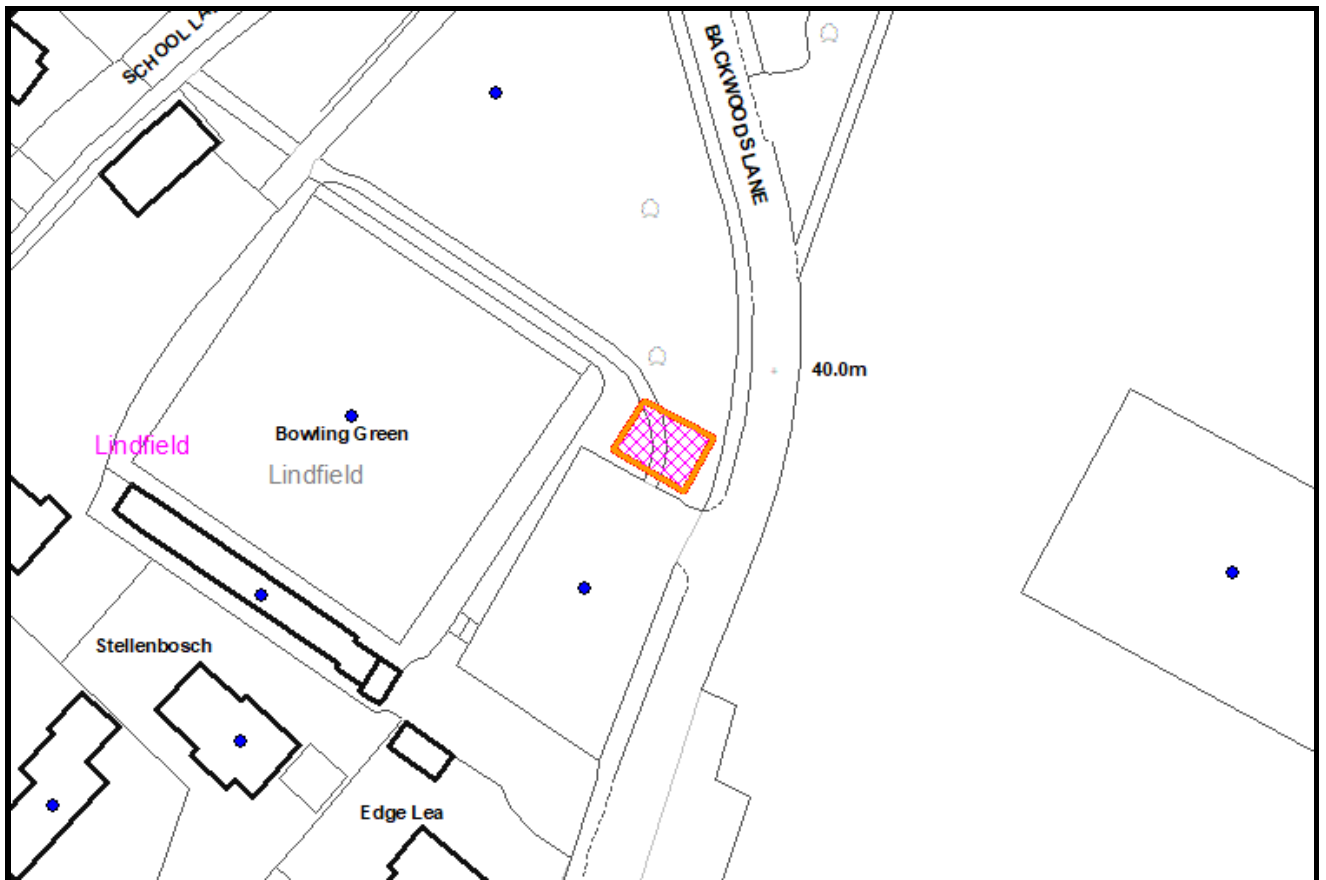 SCHOOL LA
BACKWOODS LANE
40.0m
Bowling Green
Lindfield
Lindfield
Stellenbosch
Edge Lea